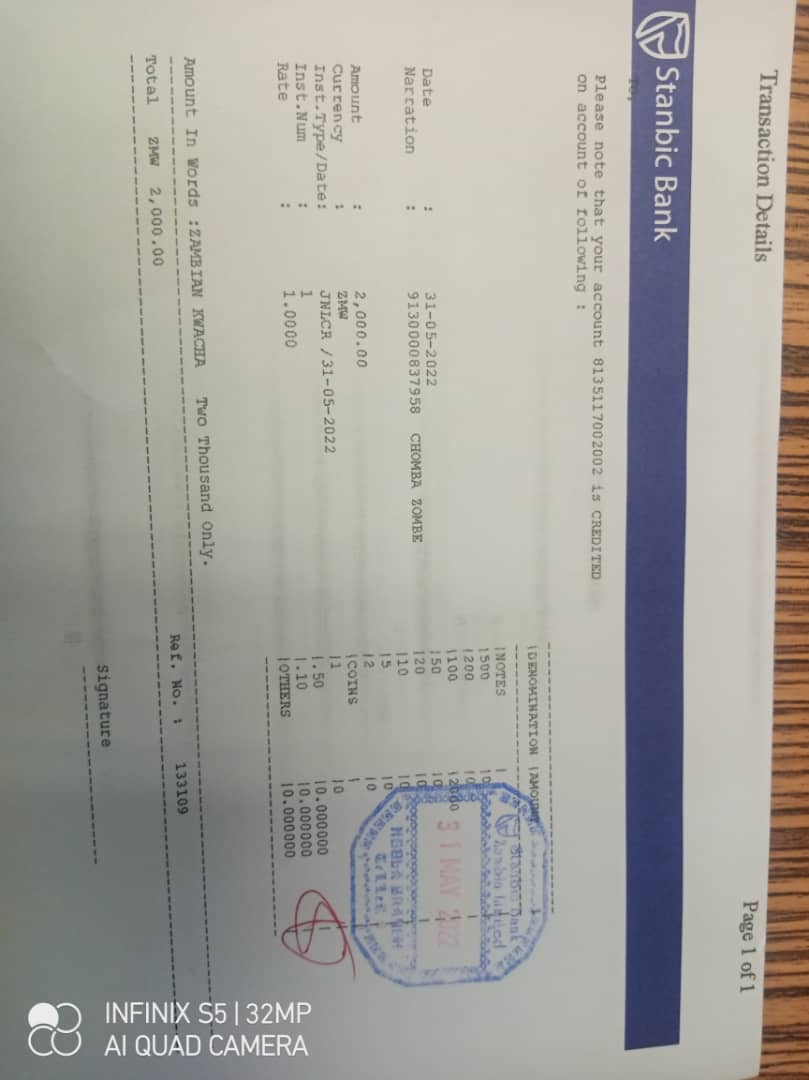 Transaction Details
Page 1 of 1
Stanbic Bank
To,
Please note that your account 8135117002002 is CREDITED
on account of following :
|DENOMINATION |AMOUNT
|NOTES |
|500 |0
|200 |0
|100 |2000
|50 |0
|20 |0
|10 |0
|5 |0
|2 |0
|COINS |
|1 |0
|.50 |0.000000
|.10 |0.000000
|OTHERS |0.000000
Date : 31-05-2022
Narration : 9130000837958 CHOMBA ZOMBE
Amount : 2,000.00
Currency : ZMW
Inst.Type/Date: JNLCR /31-05-2022
Inst.Num : 1
Rate : 1.0000
Stanbic Bank
Zambia Limited
31 MAY 2022
BRANCH
Amount In Words :ZAMBIAN KWACHA Two Thousand Only.
Ref. No. : 133109
Total ZMW 2,000.00
Signature
INFINIX S5 | 32MP
AI QUAD CAMERA